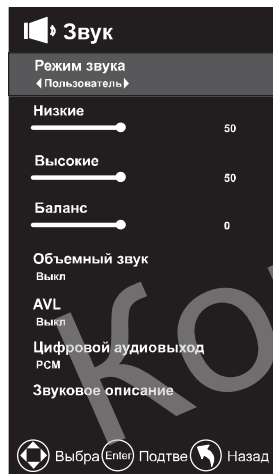 Звук
Режим звука
Пользователь
Низкие
50
Высокие
50
Баланс
0
Объемный звук
Выкл
AVL
Выкл
Цифровой аудиовыход
PCM
Звуковое описание
Выбра Enter Подтве Назад
Ко